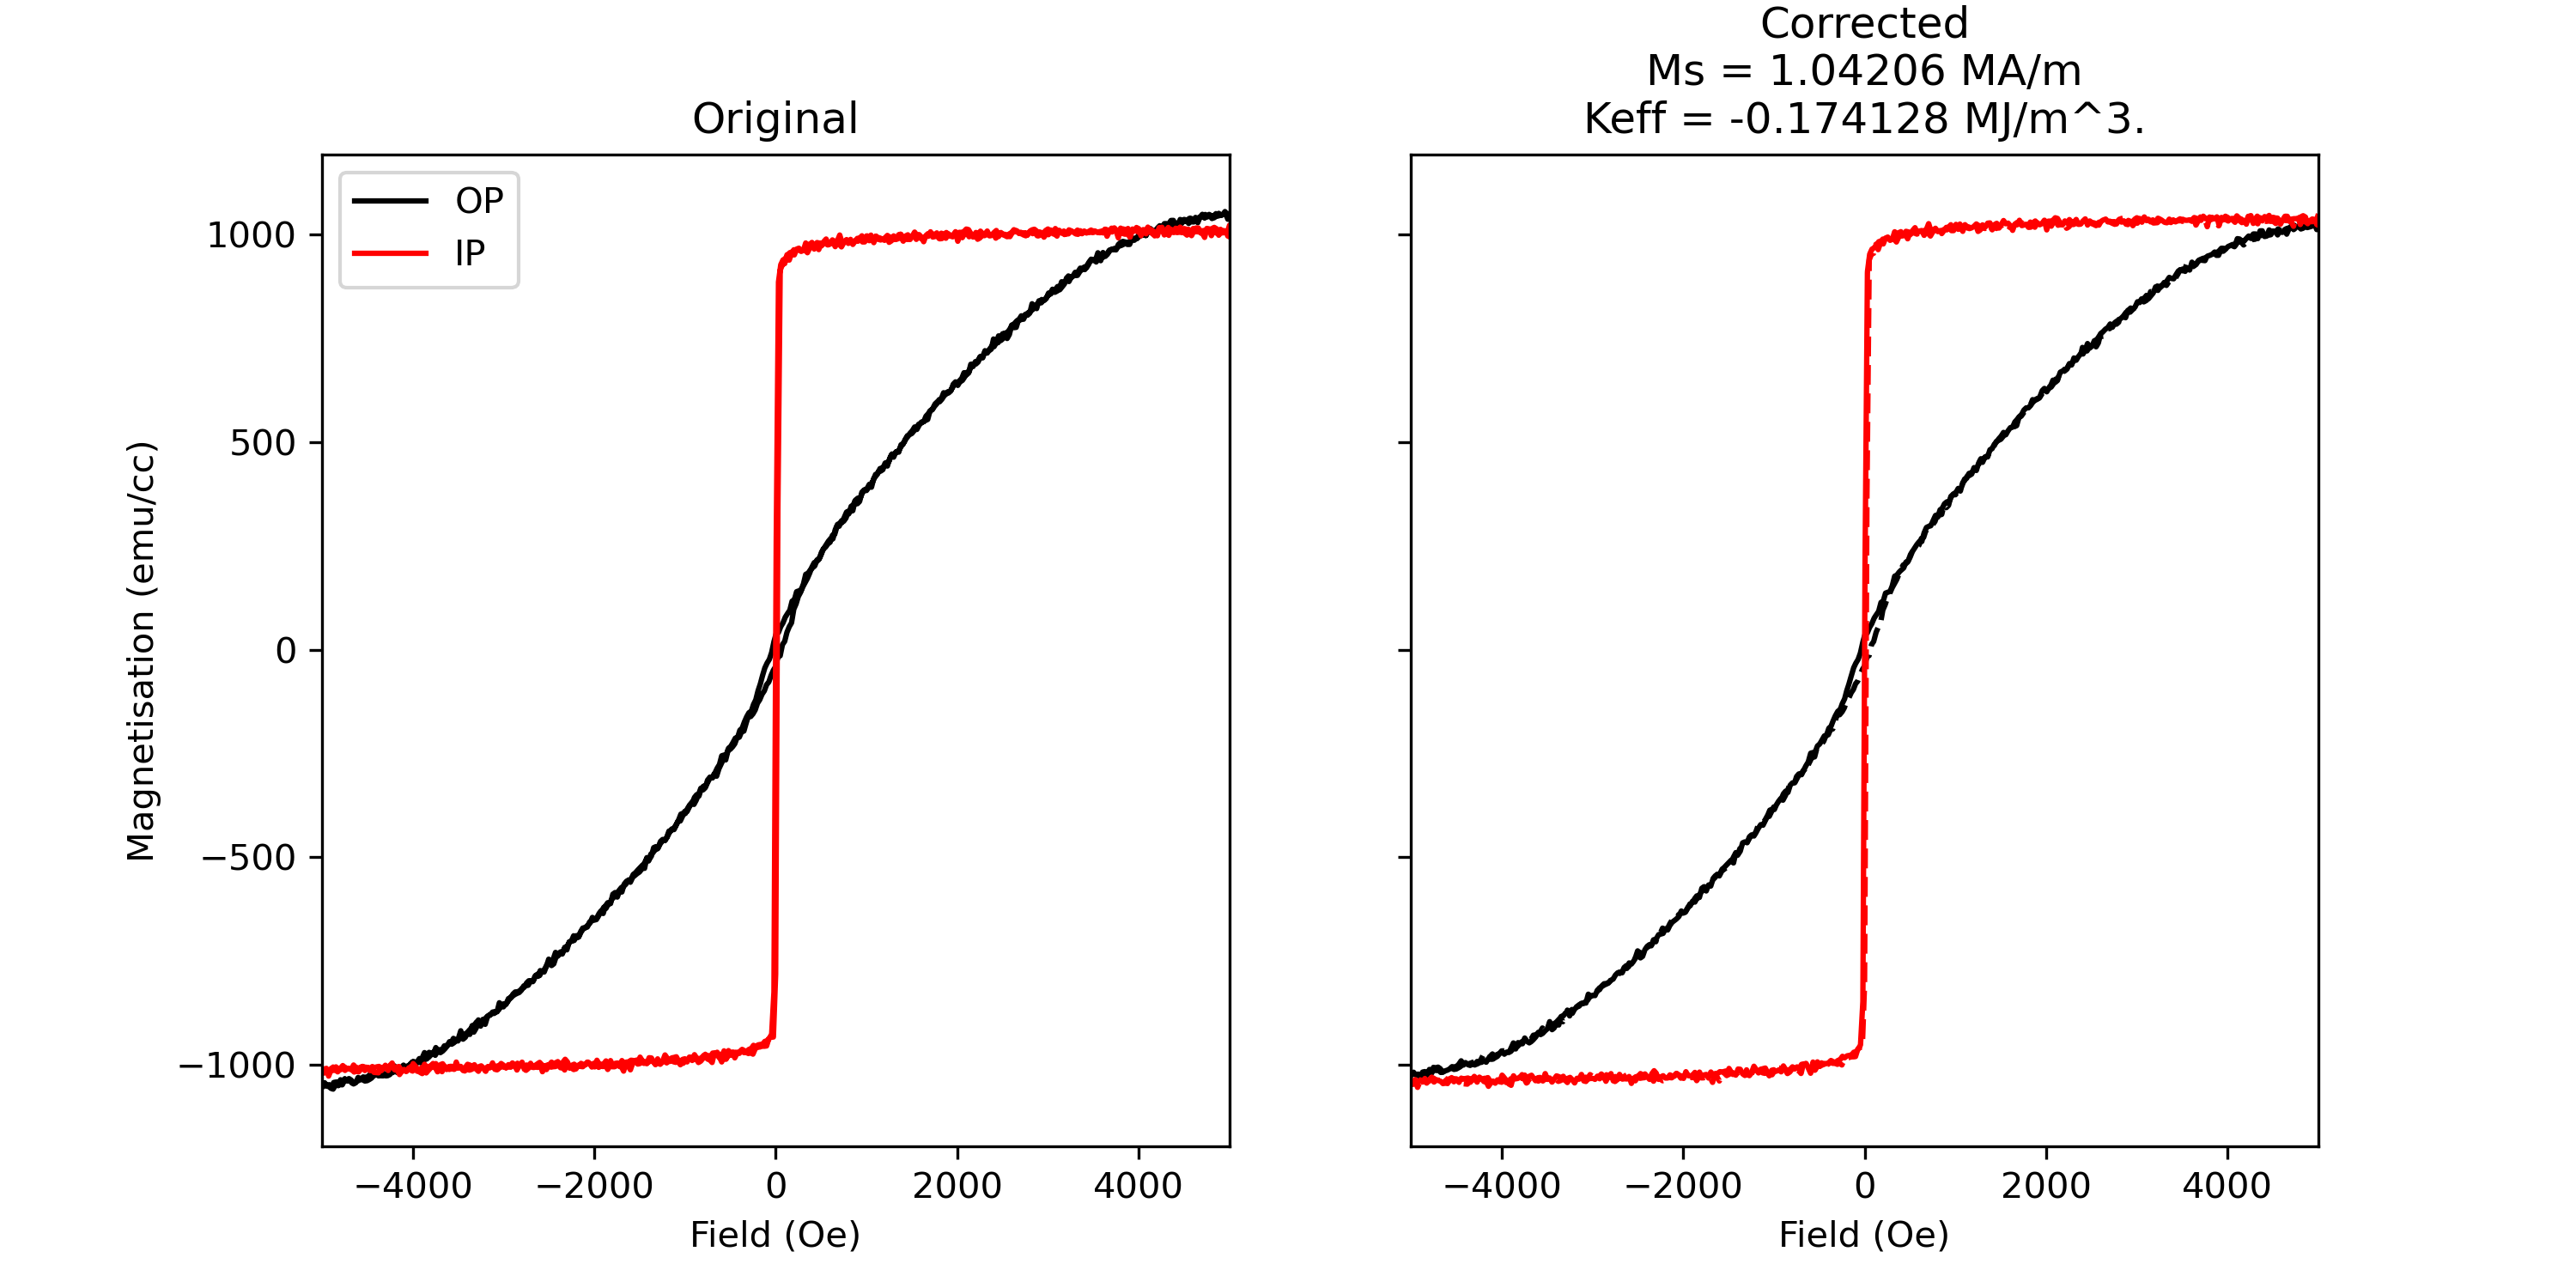 Original
OP
IP
1000
500
0
−500
−1000
Magnetisation (emu/cc)
−4000 −2000 0 2000 4000
Field (Oe)
Corrected
Ms = 1.04206 MA/m
Keff = -0.174128 MJ/m^3.
−4000 −2000 0 2000 4000
Field (Oe)